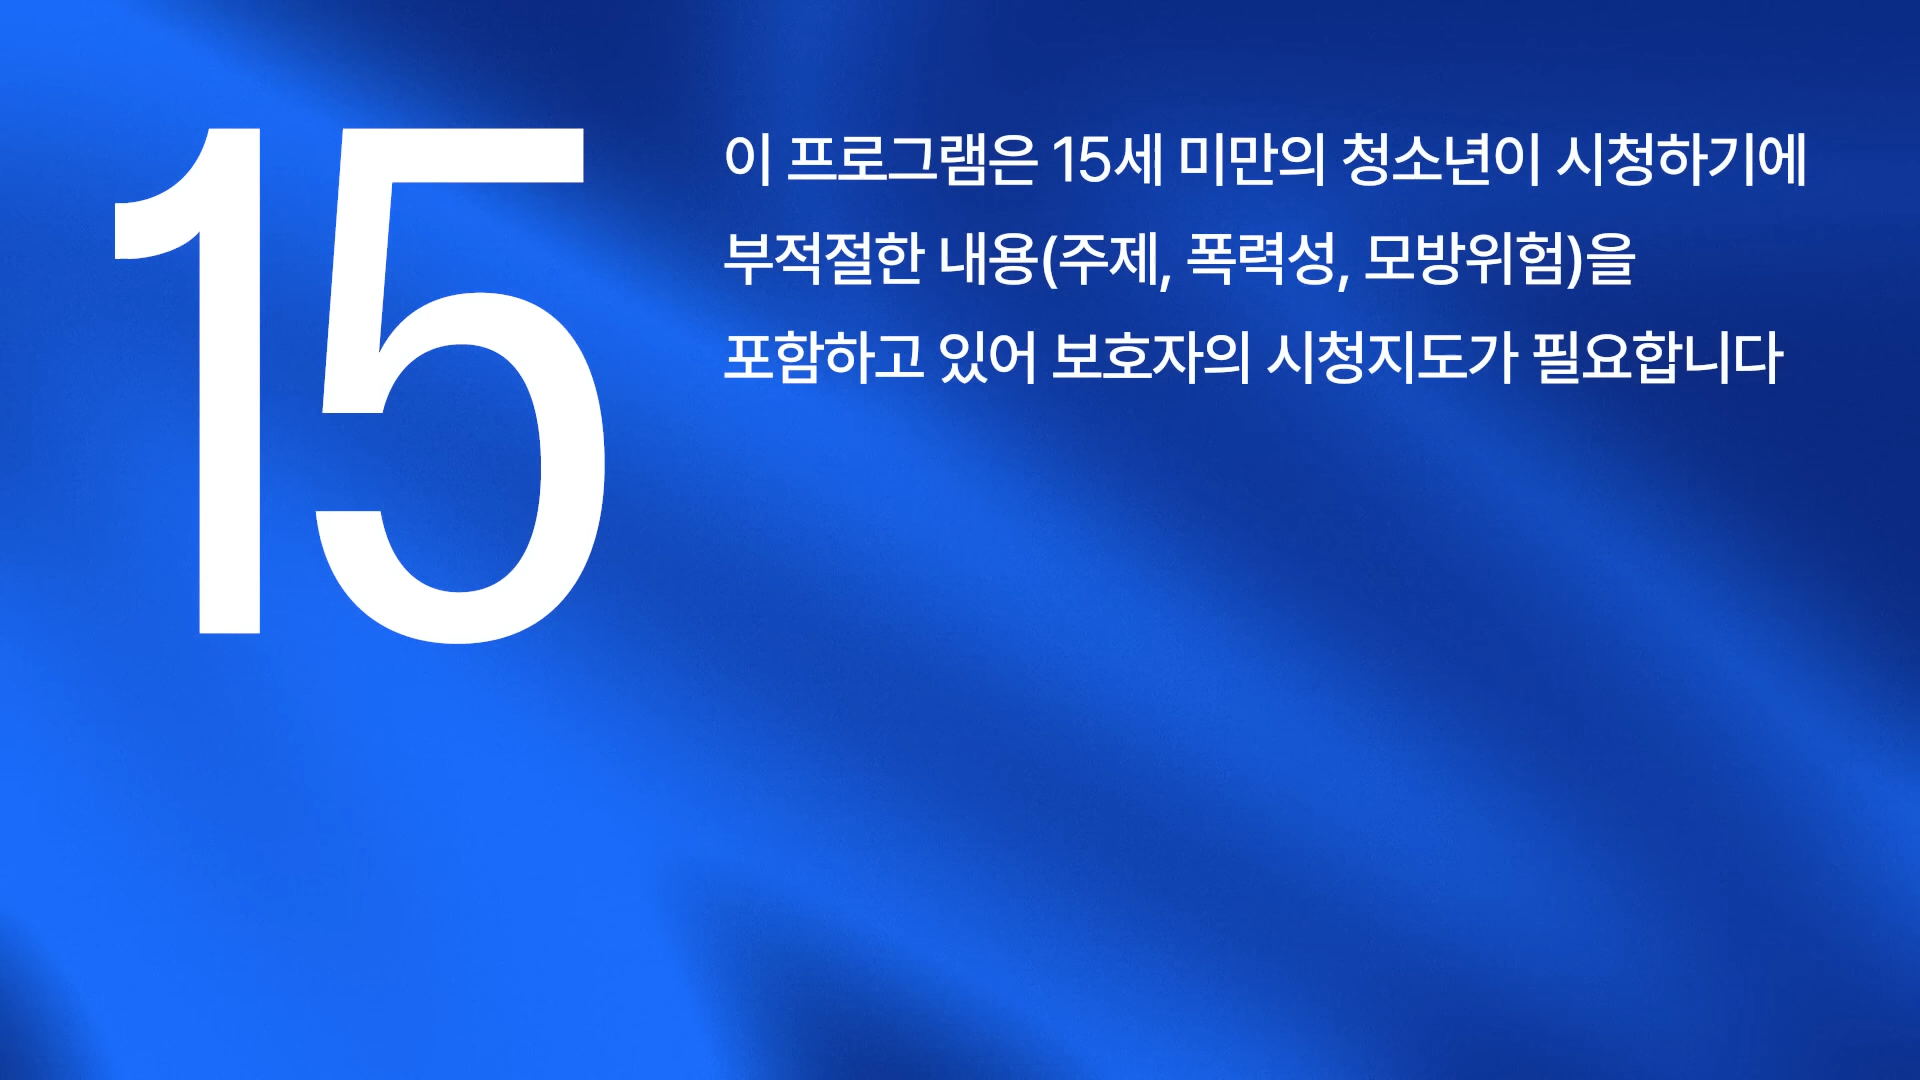 15
이 프로그램은 15세 미만의 청소년이 시청하기에
부적절한 내용(주제, 폭력성, 모방위험)을
포함하고 있어 보호자의 시청지도가 필요합니다